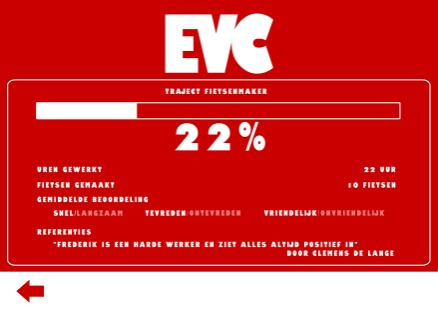 EVC
TRAJECT FIETSENMAKER
22%
UREN GEWERKT 22 UUR
FIETSEN GEMAAKT 10 FIETSEN
GEMIDDELDE BEOORDELING
SNEL/LANGZAAM TEVREDEN/ONTEVREDEN VRIENDELIJK/ONVRIENDELIJK
REFERENTIES
"FREDERIK IS EEN HARDE WERKER EN ZIET ALLES ALTIJD POSITIEF IN"
DOOR CLEMENS DE LANGE